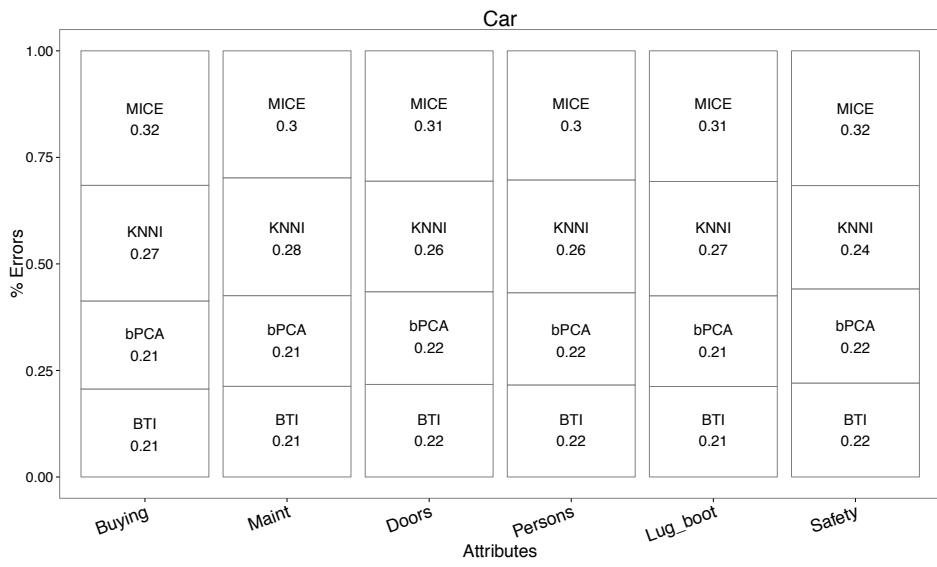 Car
1.00
0.75
0.50
0.25
0.00
% Errors
MICE
0.32
KNNI
0.27
bPCA
0.21
BTI
0.21
MICE
0.3
KNNI
0.28
bPCA
0.21
BTI
0.21
MICE
0.31
KNNI
0.26
bPCA
0.22
BTI
0.22
MICE
0.3
KNNI
0.26
bPCA
0.22
BTI
0.22
MICE
0.31
KNNI
0.27
bPCA
0.21
BTI
0.21
MICE
0.32
KNNI
0.24
bPCA
0.22
BTI
0.22
Buying
Maint
Doors
Persons
Lug_boot
Safety
Attributes